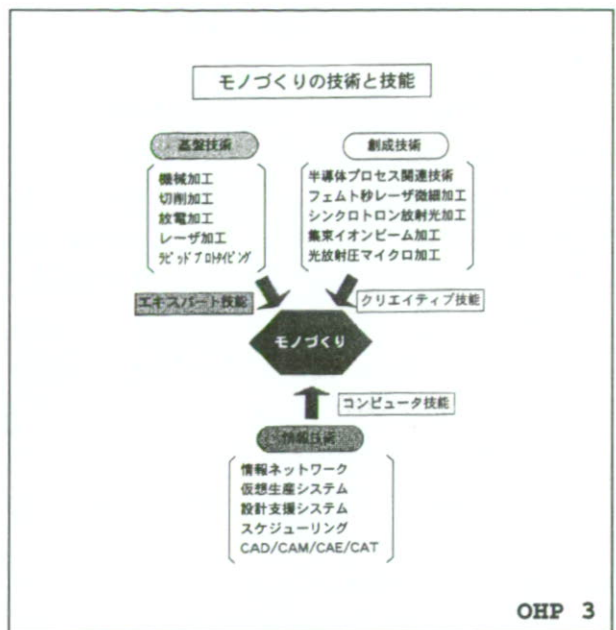 モノづくりの技術と技能
基盤技術
機械加工
切削加工
放電加工
レーザ加工
ラピッドプロトタイピング
創成技術
半導体プロセス関連技術
フェムト秒レーザ微細加工
シンクロトロン放射光加工
集束イオンビーム加工
光放射圧マイクロ加工
エキスパート技能
クリエイティブ技能
モノづくり
コンピュータ技能
情報技術
情報ネットワーク
仮想生産システム
設計支援システム
スケジューリング
CAD/CAM/CAE/CAT
OHP 3